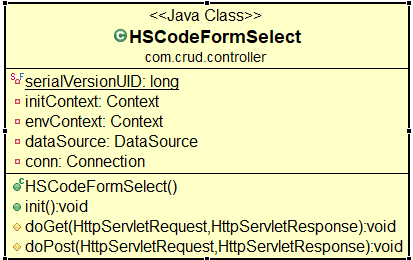 <<Java Class>>
HSCodeFormSelect
com.crud.controller
serialVersionUID: long
initContext: Context
envContext: Context
dataSource: DataSource
conn: Connection
HSCodeFormSelect()
init():void
doGet(HttpServletRequest,HttpServletResponse):void
doPost(HttpServletRequest,HttpServletResponse):void